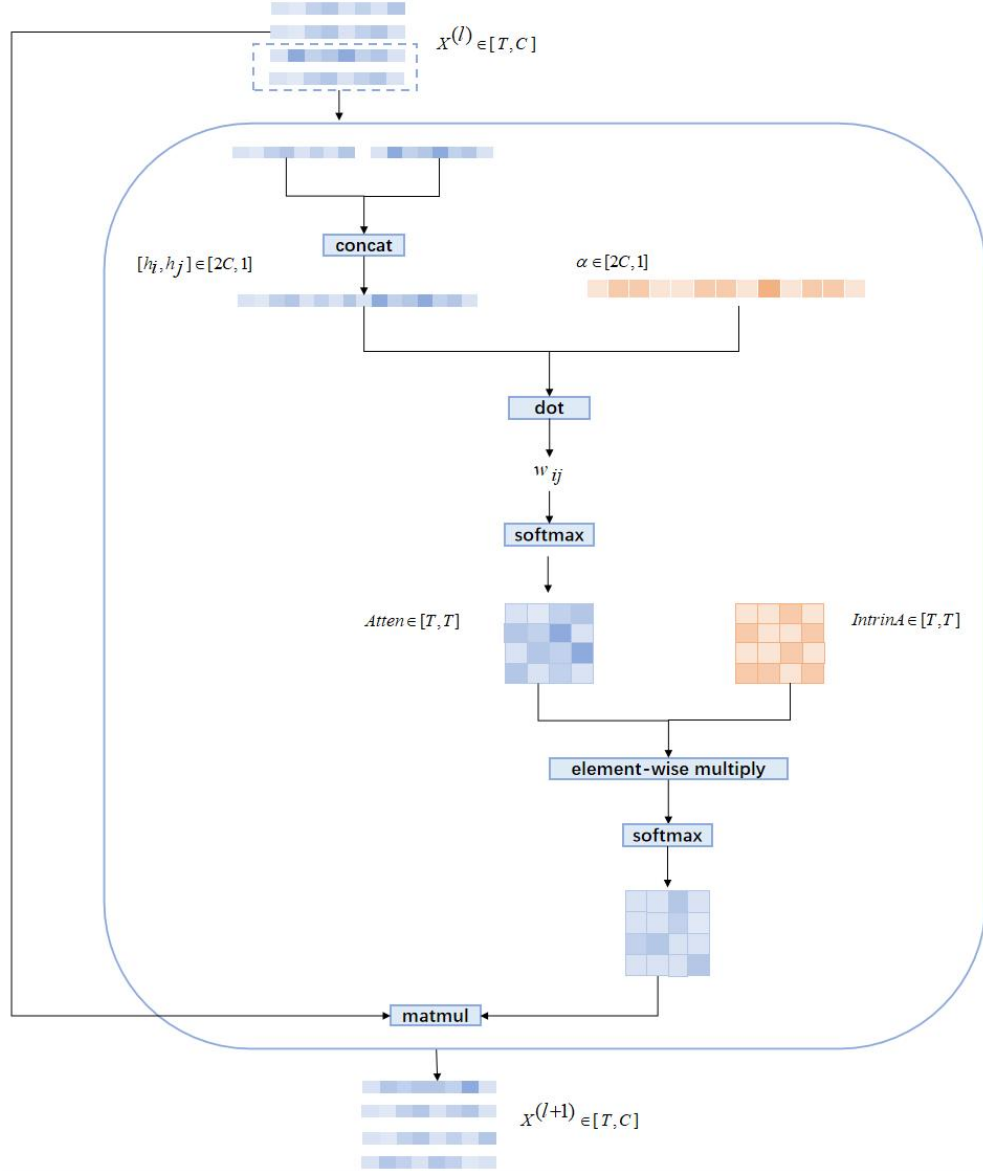 X^(l) ∈ [T, C]
concat
[h_i, h_j] ∈ [2C, 1]
α ∈ [2C, 1]
dot
w_ij
softmax
Atten ∈ [T, T]
IntrinA ∈ [T, T]
element-wise multiply
softmax
matmul
X^(l+1) ∈ [T, C]